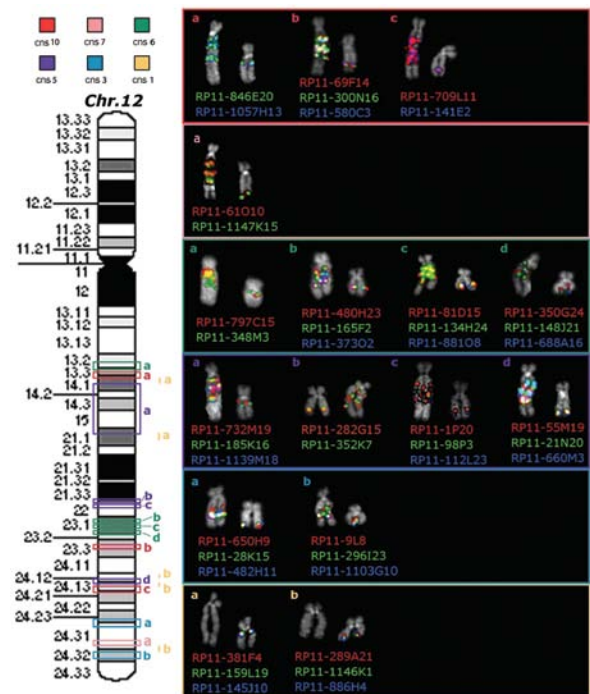 cns 10 cns 7 cns 6
cns 5 cns 3 cns 1
Chr.12
13.33
13.32
13.31
13.2
13.1
12.3
12.2
12.1
11.23
11.22
11.21
11.1
11
12
13.11
13.12
13.13
13.2 a
13.3 a a
14.1
14.2
14.3 a
15
21.1 a
21.2
21.31
21.32
21.33
b
22 c
23.1 b
c
23.2 d
23.3 b
24.11
24.12 d b
24.13 c b
24.21
24.22
24.23 a
24.31 a
b
24.32 b
24.33
a b c
RP11-846E20 RP11-69F14 RP11-709L11
RP11-1057H13 RP11-300N16 RP11-141E2
RP11-580C3
a
RP11-61O10
RP11-1147K15
a b c d
RP11-797C15 RP11-480H23 RP11-81D15 RP11-350G24
RP11-348M3 RP11-165F2 RP11-134H24 RP11-148J21
RP11-373O2 RP11-881O8 RP11-688A16
a b c d
RP11-732M19 RP11-282G15 RP11-1P20 RP11-55M19
RP11-185K16 RP11-352K7 RP11-98P3 RP11-21N20
RP11-1139M18 RP11-112L23 RP11-660M3
a b
RP11-650H9 RP11-9L8
RP11-28K15 RP11-296I23
RP11-482H11 RP11-1103G10
a b
RP11-381F4 RP11-289A21
RP11-159L19 RP11-1146K1
RP11-145J10 RP11-886H4